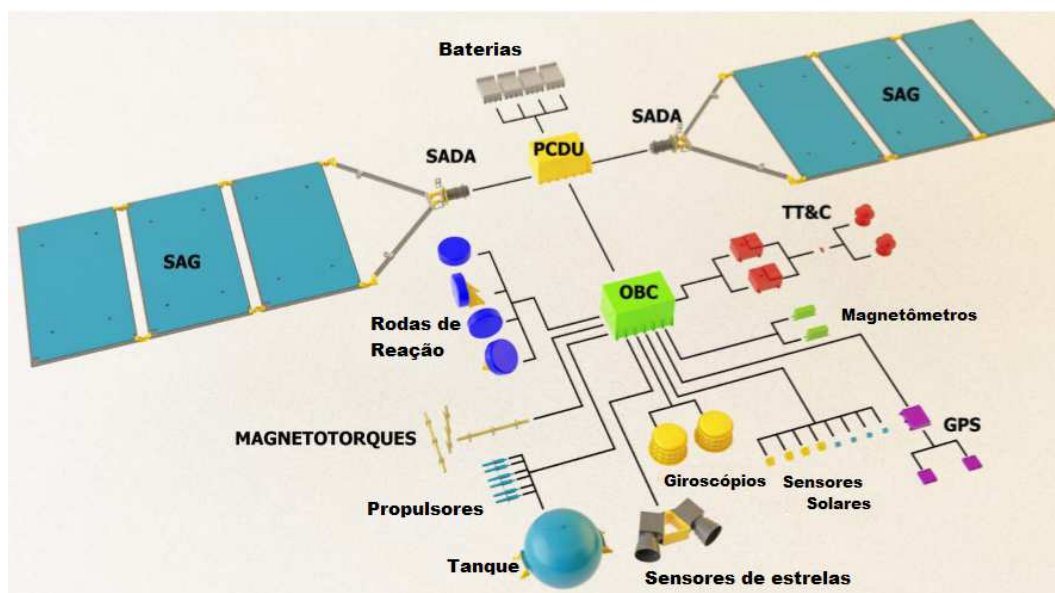 Baterias
SAG
SADA
PCDU
SADA
TT&C
SAG
OBC
Magnetômetros
Rodas de
Reação
MAGNETOTORQUES
GPS
Giroscópios
Sensores
Solares
Propulsores
Tanque
Sensores de estrelas